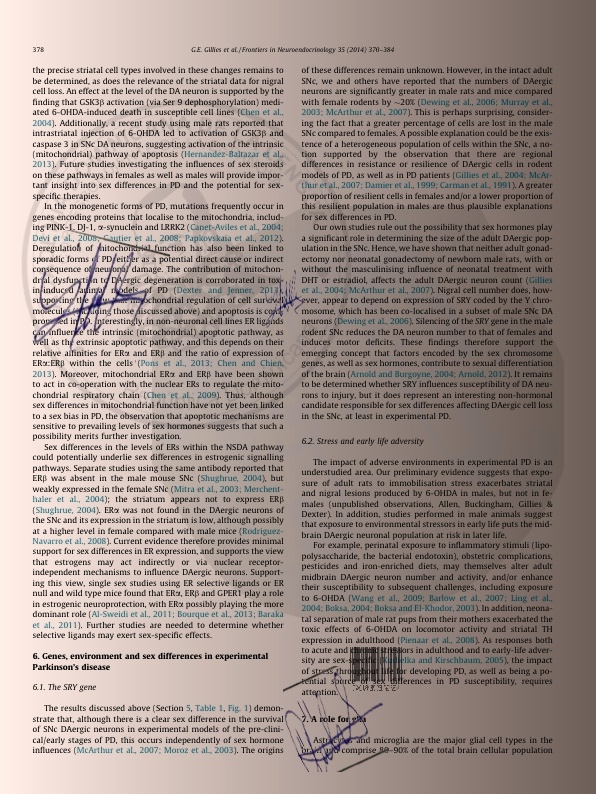 378
G.E. Gillies et al. / Frontiers in Neuroendocrinology 35 (2014) 370–384
the precise striatal cell types involved in these changes remains to
be determined, as does the relevance of the striatal data for nigral
cell loss. An effect at the level of the DA neuron is supported by the
finding that GSK3β activation (via Ser 9 dephosphorylation) medi-
ated 6-OHDA-induced death in susceptible cell lines (Chen et al.,
2004). Additionally, a recent study using male rats reported that
intrastriatal injection of 6-OHDA led to activation of GSK3β and
caspase 3 in SNc DA neurons, suggesting activation of the intrinsic
(mitochondrial) pathway of apoptosis (Hernandez-Baltazar et al.,
2013). Future studies investigating the influences of sex steroids
on these pathways in females as well as males will provide impor-
tant insight into sex differences in PD and the potential for sex-
specific therapies.
In the monogenetic forms of PD, mutations frequently occur in
genes encoding proteins that localise to the mitochondria, includ-
ing PINK-1, DJ-1, α-synuclein and LRRK2 (Canet-Aviles et al., 2004;
Devi et al., 2008; Gautier et al., 2008; Papkovskaia et al., 2012).
Deregulation of mitochondrial function has also been linked to
sporadic forms of PD either as a potential direct cause or indirect
consequence of neuronal damage. The contribution of mitochon-
drial dysfunction to DAergic degeneration is corroborated in tox-
in-induced animal models of PD (Dexter and Jenner, 2013),
supporting the view that mitochondrial regulation of cell survival
molecules (including those discussed above) and apoptosis is com-
promised in PD. Interestingly, in non-neuronal cell lines ER ligands
can influence the intrinsic (mitochondrial) apoptotic pathway, as
well as the extrinsic apoptotic pathway, and this depends on their
relative affinities for ERα and ERβ and the ratio of expression of
ERα:ERβ within the cells (Pons et al., 2013; Chen and Chien,
2013). Moreover, mitochondrial ERα and ERβ have been shown
to act in co-operation with the nuclear ERs to regulate the mito-
chondrial respiratory chain (Chen et al., 2009). Thus, although
sex differences in mitochondrial function have not yet been linked
to a sex bias in PD, the observation that apoptotic mechanisms are
sensitive to prevailing levels of sex hormones suggests that such a
possibility merits further investigation.
Sex differences in the levels of ERs within the NSDA pathway
could potentially underlie sex differences in estrogenic signalling
pathways. Separate studies using the same antibody reported that
ERβ was absent in the male mouse SNc (Shughrue, 2004), but
weakly expressed in the female SNc (Mitra et al., 2003; Merchent-
haler et al., 2004); the striatum appears not to express ERβ
(Shughrue, 2004). ERα was not found in the DAergic neurons of
the SNc and its expression in the striatum is low, although possibly
at a higher level in female compared with male mice (Rodriguez-
Navarro et al., 2008). Current evidence therefore provides minimal
support for sex differences in ER expression, and supports the view
that estrogens may act indirectly or via nuclear receptor-
independent mechanisms to influence DAergic neurons. Support-
ing this view, single sex studies using ER selective ligands or ER
null and wild type mice found that ERα, ERβ and GPER1 play a role
in estrogenic neuroprotection, with ERα possibly playing the more
dominant role (Al-Sweidi et al., 2011; Bourque et al., 2013; Baraka
et al., 2011). Further studies are needed to determine whether
selective ligands may exert sex-specific effects.
6. Genes, environment and sex differences in experimental
Parkinson's disease
6.1. The SRY gene
The results discussed above (Section 5, Table 1, Fig. 1) demon-
strate that, although there is a clear sex difference in the survival
of SNc DAergic neurons in experimental models of the pre-clini-
cal/early stages of PD, this occurs independently of sex hormone
influences (McArthur et al., 2007; Moroz et al., 2003). The origins
of these differences remain unknown. However, in the intact adult
SNc, we and others have reported that the numbers of DAergic
neurons are significantly greater in male rats and mice compared
with female rodents by ~20% (Dewing et al., 2006; Murray et al.,
2003; McArthur et al., 2007). This is perhaps surprising, consider-
ing the fact that a greater percentage of cells are lost in the male
SNc compared to females. A possible explanation could be the exis-
tence of a heterogeneous population of cells within the SNc, a no-
tion supported by the observation that there are regional
differences in resistance or resilience of DAergic cells in rodent
models of PD, as well as in PD patients (Gillies et al., 2004; McAr-
thur et al., 2007; Damier et al., 1999; Carman et al., 1991). A greater
proportion of resilient cells in females and/or a lower proportion of
this resilient population in males are thus plausible explanations
for sex differences in PD.
Our own studies rule out the possibility that sex hormones play
a significant role in determining the size of the adult DAergic pop-
ulation in the SNc. Hence, we have shown that neither adult gonad-
ectomy nor neonatal gonadectomy of newborn male rats, with or
without the masculinising influence of neonatal treatment with
DHT or estradiol, affects the adult DAergic neuron count (Gillies
et al., 2004; McArthur et al., 2007). Nigral cell number does, how-
ever, appear to depend on expression of SRY coded by the Y chro-
mosome, which has been co-localised in a subset of male SNc DA
neurons (Dewing et al., 2006). Silencing of the SRY gene in the male
rodent SNc reduces the DA neuron number to that of females and
induces motor deficits. These findings therefore support the
emerging concept that factors encoded by the sex chromosome
genes, as well as sex hormones, contribute to sexual differentiation
of the brain (Arnold and Burgoyne, 2004; Arnold, 2012). It remains
to be determined whether SRY influences susceptibility of DA neu-
rons to injury, but it does represent an interesting non-hormonal
candidate responsible for sex differences affecting DAergic cell loss
in the SNc, at least in experimental PD.
6.2. Stress and early life adversity
The impact of adverse environments in experimental PD is an
understudied area. Our preliminary evidence suggests that expo-
sure of adult rats to immobilisation stress exacerbates striatal
and nigral lesions produced by 6-OHDA in males, but not in fe-
males (unpublished observations, Allen, Buckingham, Gillies &
Dexter). In addition, studies performed in male animals suggest
that exposure to environmental stressors in early life puts the mid-
brain DAergic neuronal population at risk in later life.
For example, perinatal exposure to inflammatory stimuli (lipo-
polysaccharide, the bacterial endotoxin), obstetric complications,
pesticides and iron-enriched diets, may themselves alter adult
midbrain DAergic neuron number and activity, and/or enhance
their susceptibility to subsequent challenges, including exposure
to 6-OHDA (Wang et al., 2009; Barlow et al., 2007; Ling et al.,
2004; Boksa, 2004; Boksa and El-Khodor, 2003). In addition, neona-
tal separation of male rat pups from their mothers exacerbated the
toxic effects of 6-OHDA on locomotor activity and striatal TH
expression in adulthood (Pienaar et al., 2008). As responses both
to acute and chronic stressors in adulthood and to early-life adver-
sity are sex-specific (Kudielka and Kirschbaum, 2005), the impact
of stress throughout life for developing PD, as well as being a po-
tential source of sex differences in PD susceptibility, requires
attention.
7. A role for glia
Astrocytes and microglia are the major glial cell types in the
brain and comprise 80–90% of the total brain cellular population